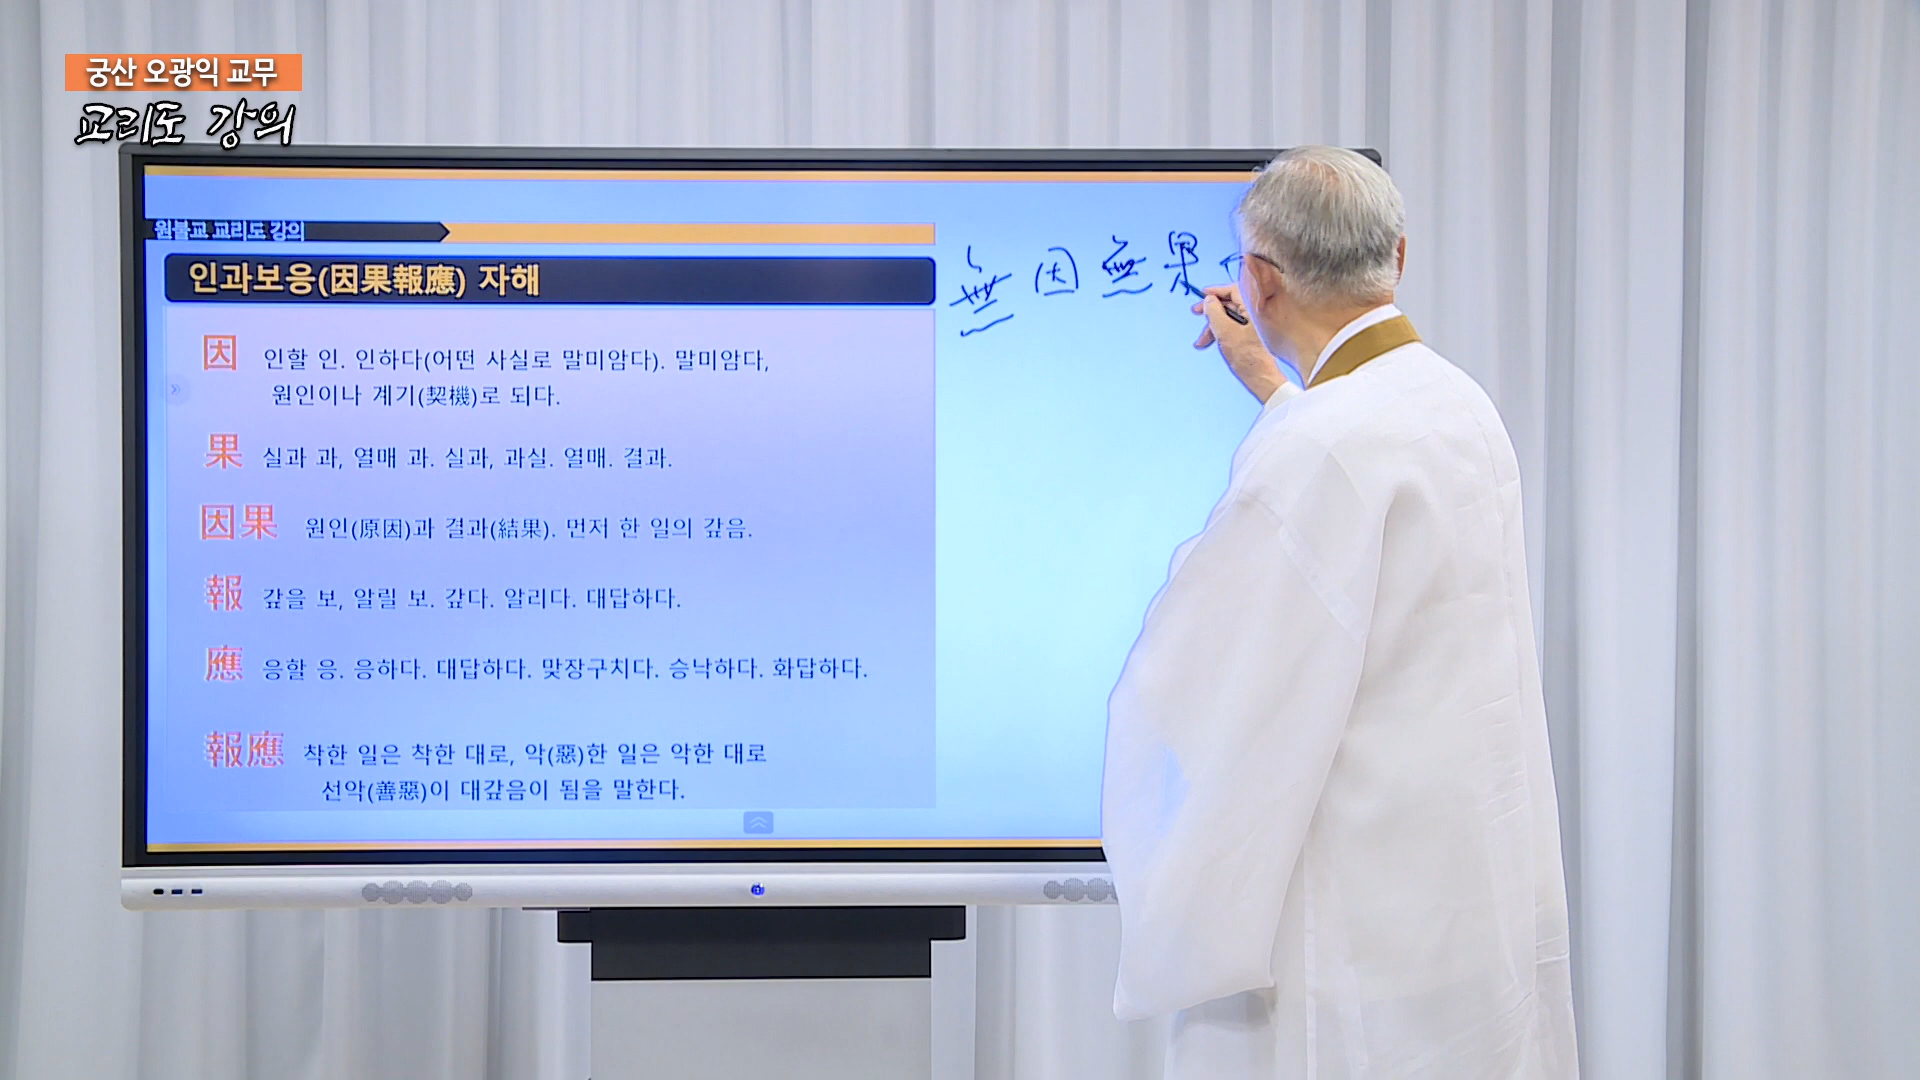 궁산 오광익 교무
교리도 강의
원불교 교리도 강의
인과보응(因果報應) 자해
因 인할 인. 인하다(어떤 사실로 말미암다). 말미암다,
원인이나 계기(契機)로 되다.
果 실과 과, 열매 과. 실과, 과실. 열매. 결과.
因果 원인(原因)과 결과(結果). 먼저 한 일의 갚음.
報 갚을 보, 알릴 보. 갚다. 알리다. 대답하다.
應 응할 응. 응하다. 대답하다. 맞장구치다. 승낙하다. 화답하다.
報應 착한 일은 착한 대로, 악(惡)한 일은 악한 대로
선악(善惡)이 대갚음이 됨을 말한다.
無因無果